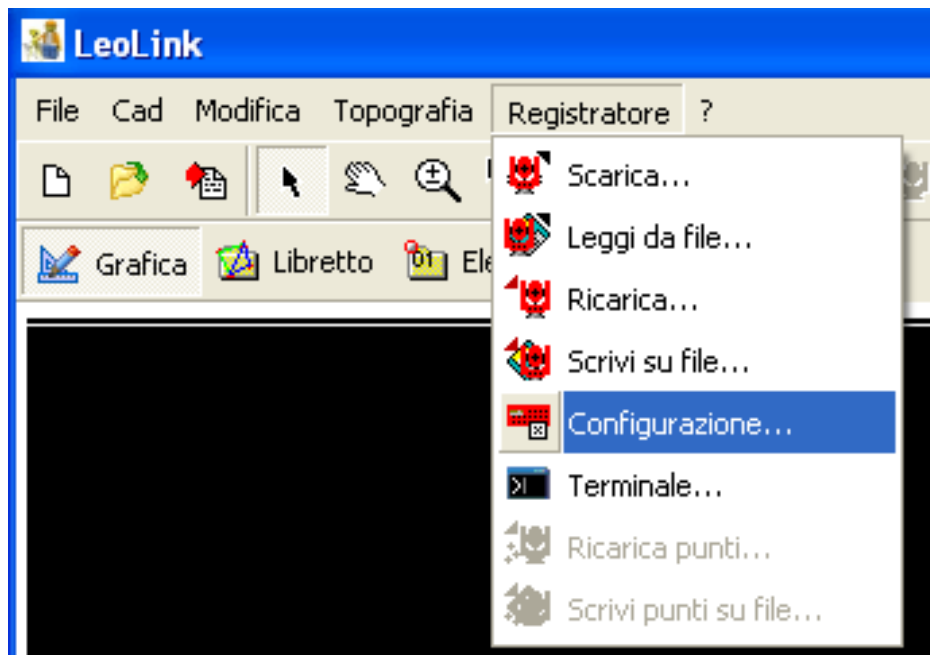 LeoLink
File Cad Modifica Topografia Registratore ?
Scarica...
Grafica Libretto
Leggi da file...
Ricarica...
Scrivi su file...
Configurazione...
Terminale...
Ricarica punti...
Scrivi punti su file...